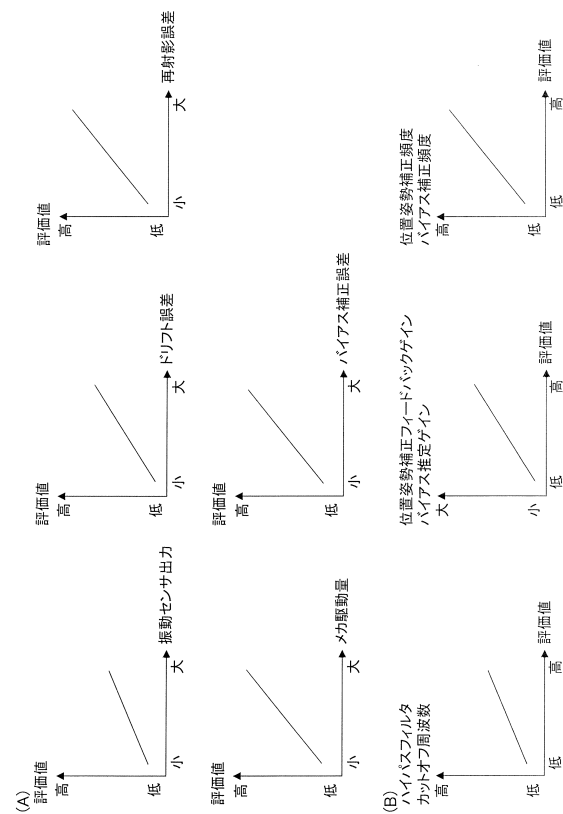 (A)
評価値
高
低
小
大
振動センサ出力
評価値
高
低
小
大
ドリフト誤差
評価値
高
低
小
大
再射影誤差
評価値
高
低
小
大
メカ駆動量
評価値
高
低
小
大
バイアス補正誤差
(B)
ハイパスフィルタ
カットオフ周波数
高
低
低
高
評価値
位置姿勢補正フィードバックゲイン
バイアス推定ゲイン
大
小
低
高
評価値
位置姿勢補正頻度
バイアス補正頻度
高
低
低
高
評価値